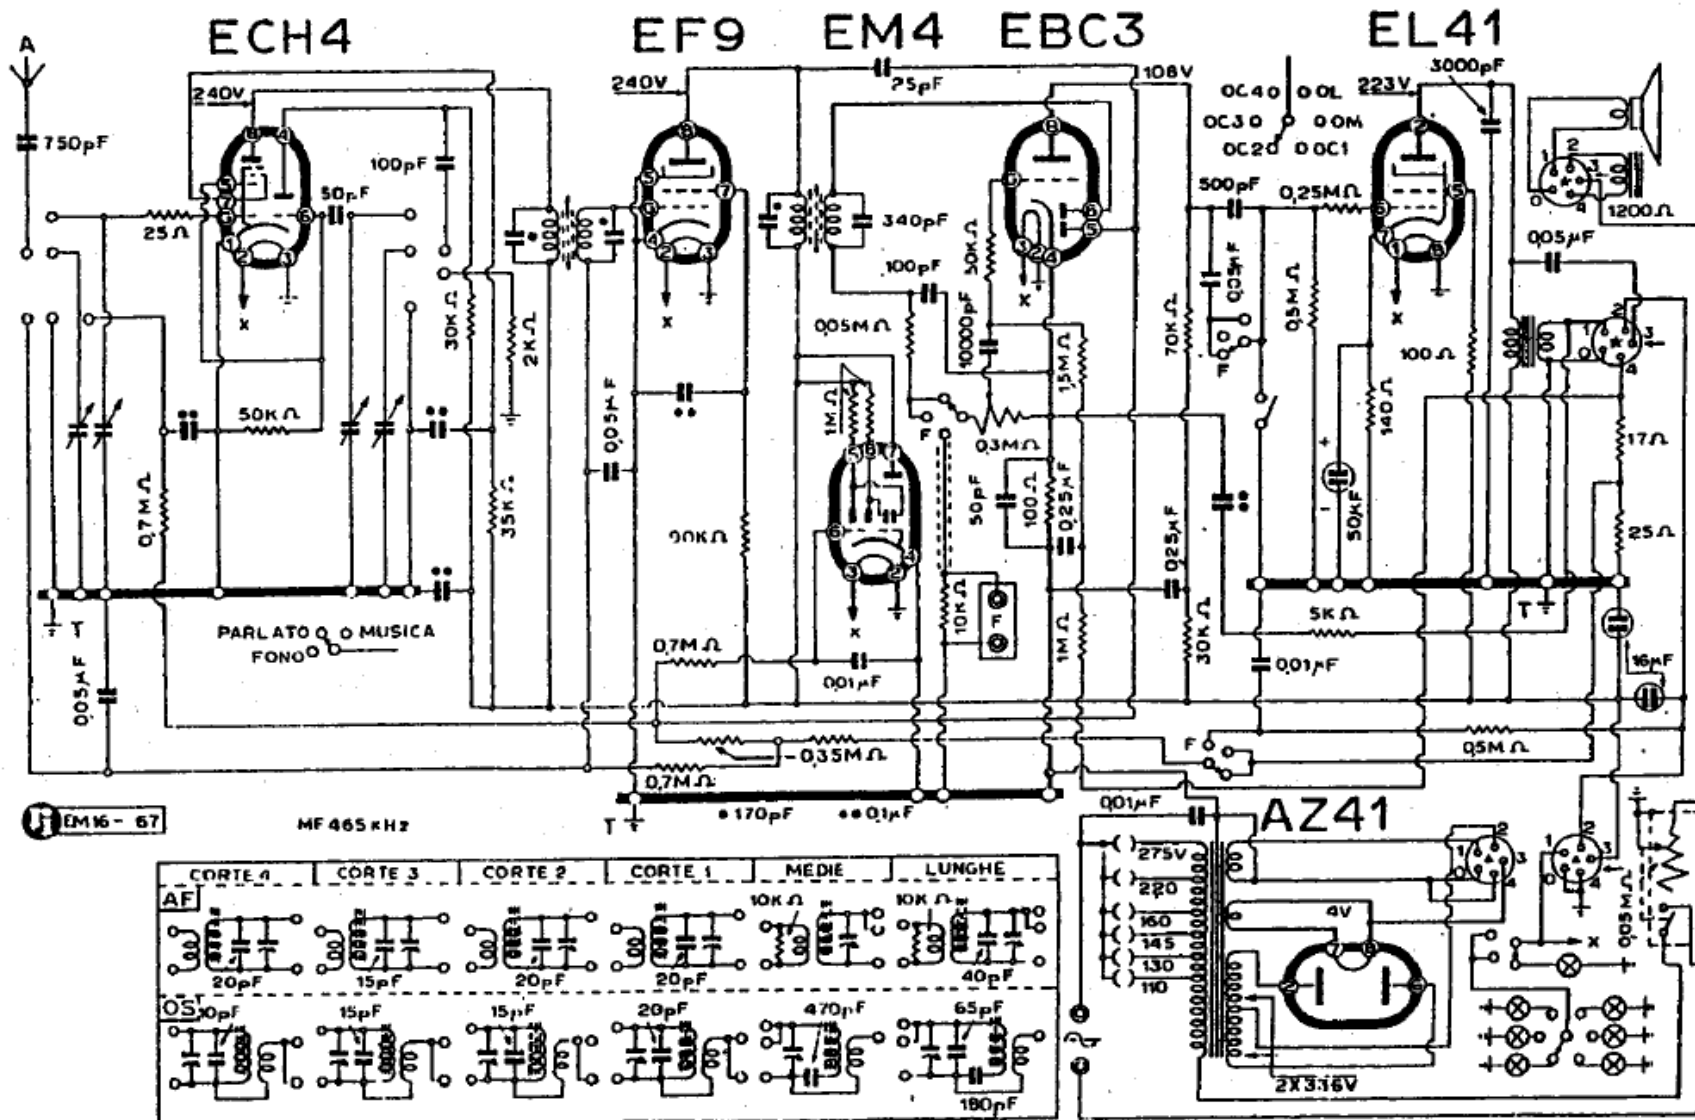 ECH4 EF9 EM4 EBC3 EL41
A
750pF
25Ω
240V
50pF
100pF
30KΩ
2KΩ
50KΩ
0,7MΩ
35KΩ
0,05µF
X
T
PARLATO MUSICA
FONO
005µF
240V
X
25pF
340pF
100pF
0,05MΩ
1MΩ
90KΩ
0,7MΩ
001µF
X
108V
50KΩ
10000pF
1,5MΩ
F
0,3MΩ
50pF
100Ω
0,25µF
10KΩ
F
1MΩ
X
70KΩ
0,25µF
30KΩ
OC4 OL
OC3 OM
OC2 OC1
500pF
0,05µF
F
0,25MΩ
0,5MΩ
223V
3000pF
X
100Ω
140Ω
50µF
+
-
1200Ω
0,05µF
17Ω
25Ω
T
5KΩ
0,01µF
16µF
0,5MΩ
F
-0,35MΩ
0,7MΩ
T
•170pF ••0,1µF
EM16 - 67
MF 465 KHz
CORTE 4 CORTE 3 CORTE 2 CORTE 1 MEDIE LUNGHE
AF
20pF 15pF 20pF 20pF 10KΩ 10KΩ 40pF
OS
15pF 15pF 20pF 470pF 65pF
180pF
0,01µF
AZ41
275V
220
160
145
130
110
4V
2X3.16V
X
0,05MΩ